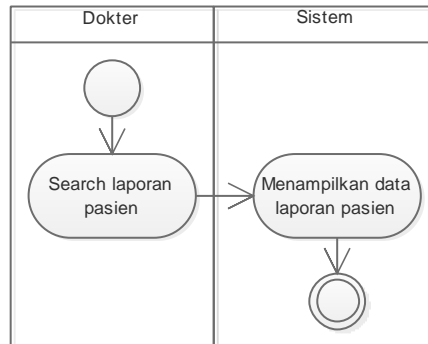 Dokter
Sistem
Search laporan
pasien
Menampilkan data
laporan pasien